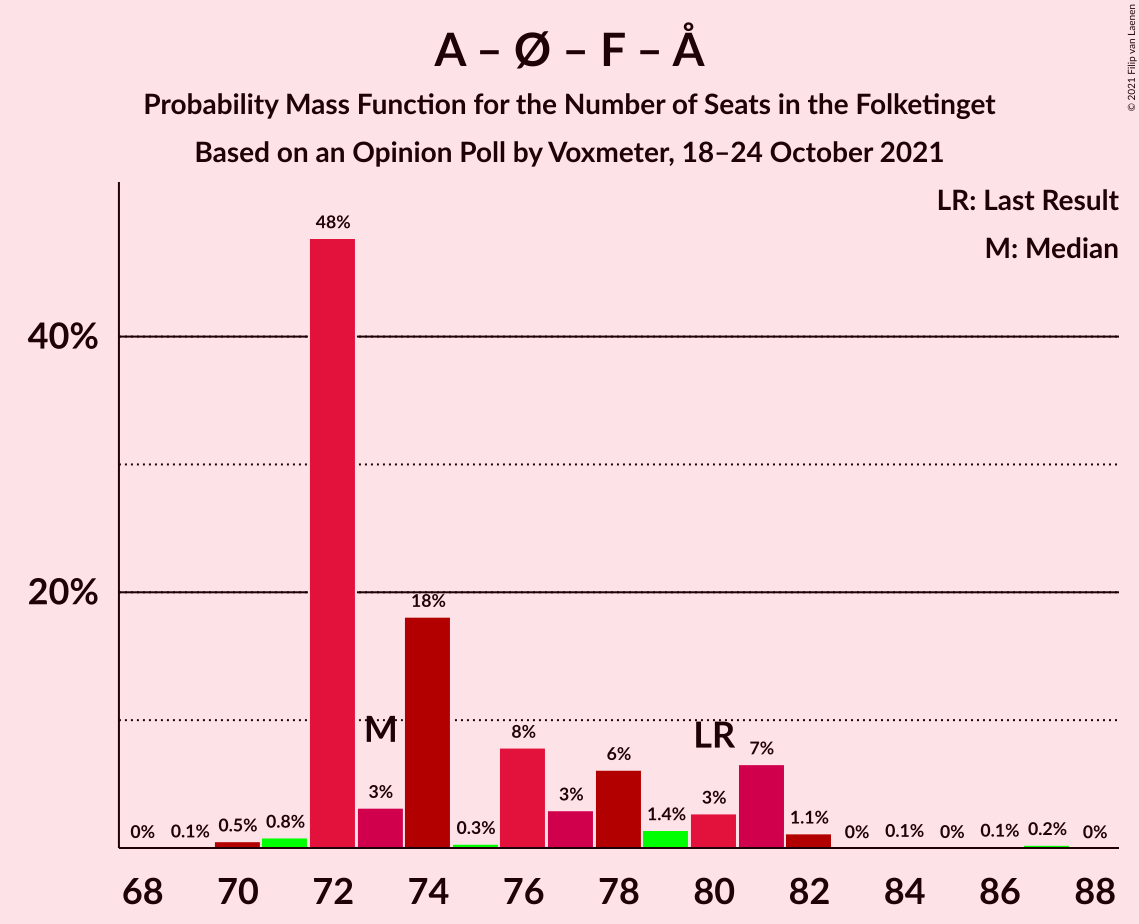 A – Ø – F – Å
Probability Mass Function for the Number of Seats in the Folketinget
Based on an Opinion Poll by Voxmeter, 18–24 October 2021
© 2021 Filip van Laenen
LR: Last Result
M: Median
40%
20%
0% 0.1% 0.5% 0.8% 48% 3% 18% 0.3% 8% 3% 6% 1.4% 3% 7% 1.1% 0% 0.1% 0% 0.1% 0.2% 0%
M LR
68 70 72 74 76 78 80 82 84 86 88